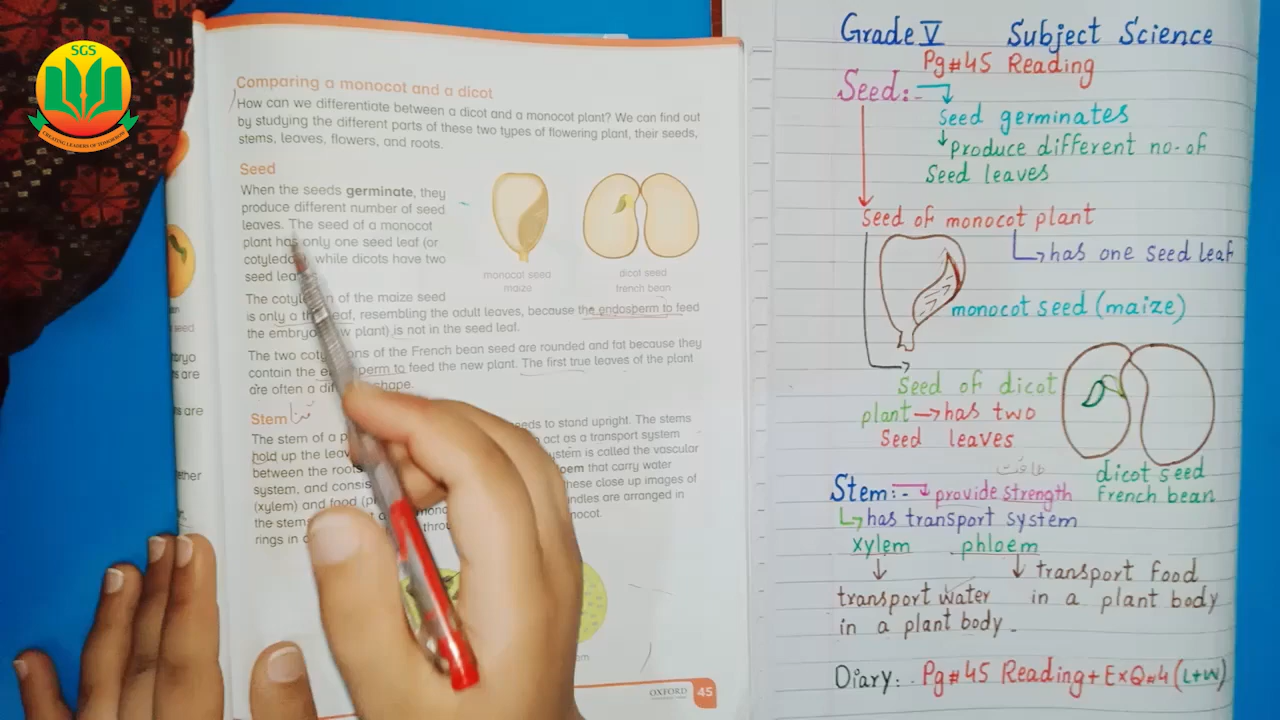 SGS
CREATING LEADERS OF TOMORROW
Comparing a monocot and a dicot
How can we differentiate between a dicot and a monocot plant? We can find out
by studying the different parts of these two types of flowering plant, their seeds,
stems, leaves, flowers, and roots.
Seed
When the seeds germinate, they
produce different number of seed
leaves. The seed of a monocot
plant has only one seed leaf (or
while dicots have two
seed
monocot seed
maize
dicot seed
french bean
The of the maize seed
is only a leaf, resembling the adult leaves, because the endosperm to feed
the embryo plant) is not in the seed leaf.
The two of the French bean seed are rounded and fat because they
contain the to feed the new plant. The first true leaves of the plant
are often a shape.
Stem
The stem of a to stand upright. The stems
hold up the act as a transport system
between the roots is called the vascular
system, and that carry water
(xylem) and food these close up images of
the stem are arranged in
rings in a
OXFORD 45
Grade V Subject Science
Pg#45 Reading
Seed:-
Seed germinates
produce different no.of
Seed leaves
Seed of monocot plant
has one seed leaf
monocot seed (maize)
Seed of dicot
plant → has two
Seed leaves
dicot seed
French bean
طاقت
Stem:- provide strength
has transport system
xylem phloem
transport food
transport water in a plant body
in a plant body.
Diary: Pg#45 Reading + Ex Q#4 (L+W)